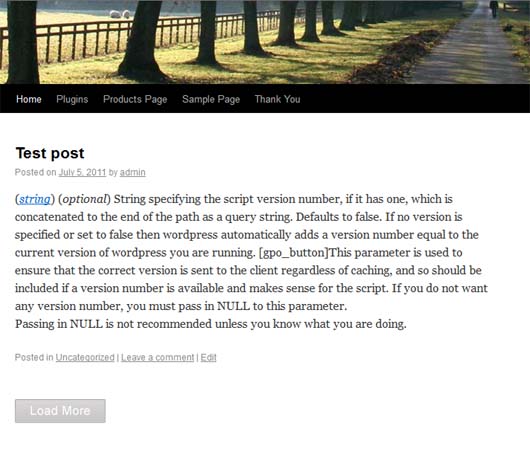 Home Plugins Products Page Sample Page Thank You
Test post
Posted on July 5, 2011 by admin
(string) (optional) String specifying the script version number, if it has one, which is
concatenated to the end of the path as a query string. Defaults to false. If no version is
specified or set to false then wordpress automatically adds a version number equal to the
current version of wordpress you are running. [gpo_button]This parameter is used to
ensure that the correct version is sent to the client regardless of caching, and so should be
included if a version number is available and makes sense for the script. If you do not want
any version number, you must pass in NULL to this parameter.
Passing in NULL is not recommended unless you know what you are doing.
Posted in Uncategorized | Leave a comment | Edit
Load More